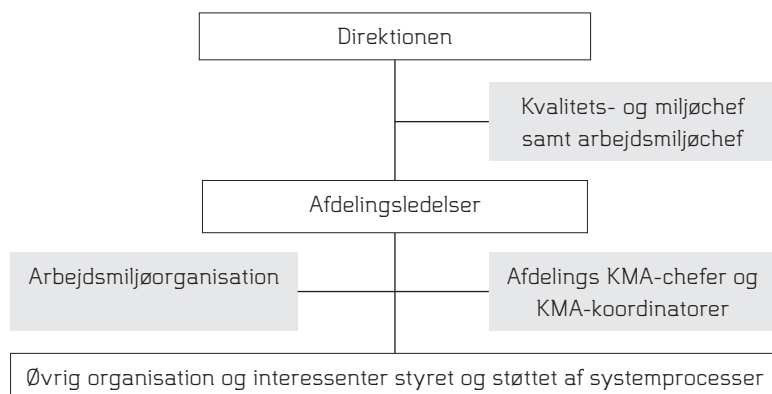 Direktionen
Kvalitets- og miljøchef
samt arbejdsmiljøchef
Afdelingsledelser
Arbejdsmiljøorganisation
Afdelings KMA-chefer og
KMA-koordinatorer
Øvrig organisation og interessenter styret og støttet af systemprocesser